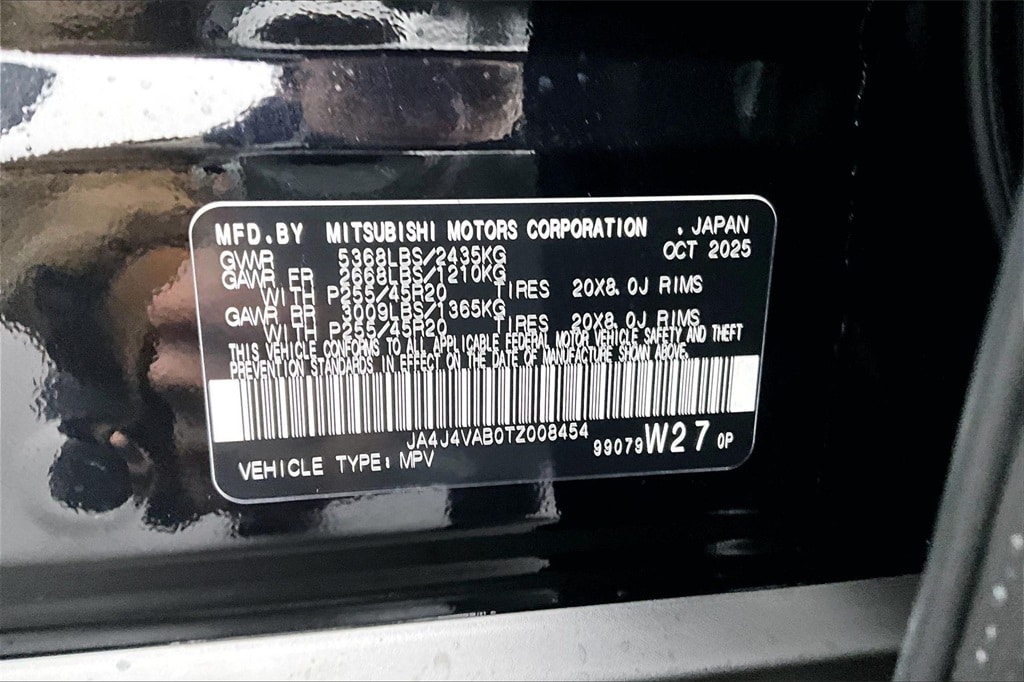 MFD.BY MITSUBISHI MOTORS CORPORATION , JAPAN
OCT 2025
GVWR 5368LBS/2435KG
GAWR FR 2668LBS/1210KG
WITH P255/45R20 TIRES 20X8.0J RIMS
GAWR RR 3009LBS/1365KG
WITH P255/45R20 TIRES 20X8.0J RIMS
THIS VEHICLE CONFORMS TO ALL APPLICABLE FEDERAL MOTOR VEHICLE SAFETY AND THEFT
PREVENTION STANDARDS IN EFFECT ON THE DATE OF MANUFACTURE SHOWN ABOVE.
JA4J4VAB0TZ008454
99079 W27 0P
VEHICLE TYPE: MPV